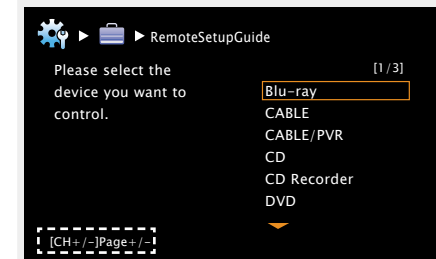 RemoteSetupGuide
Please select the
device you want to
control.
[1/3]
Blu-ray
CABLE
CABLE/PVR
CD
CD Recorder
DVD
[CH+/-]Page+/-